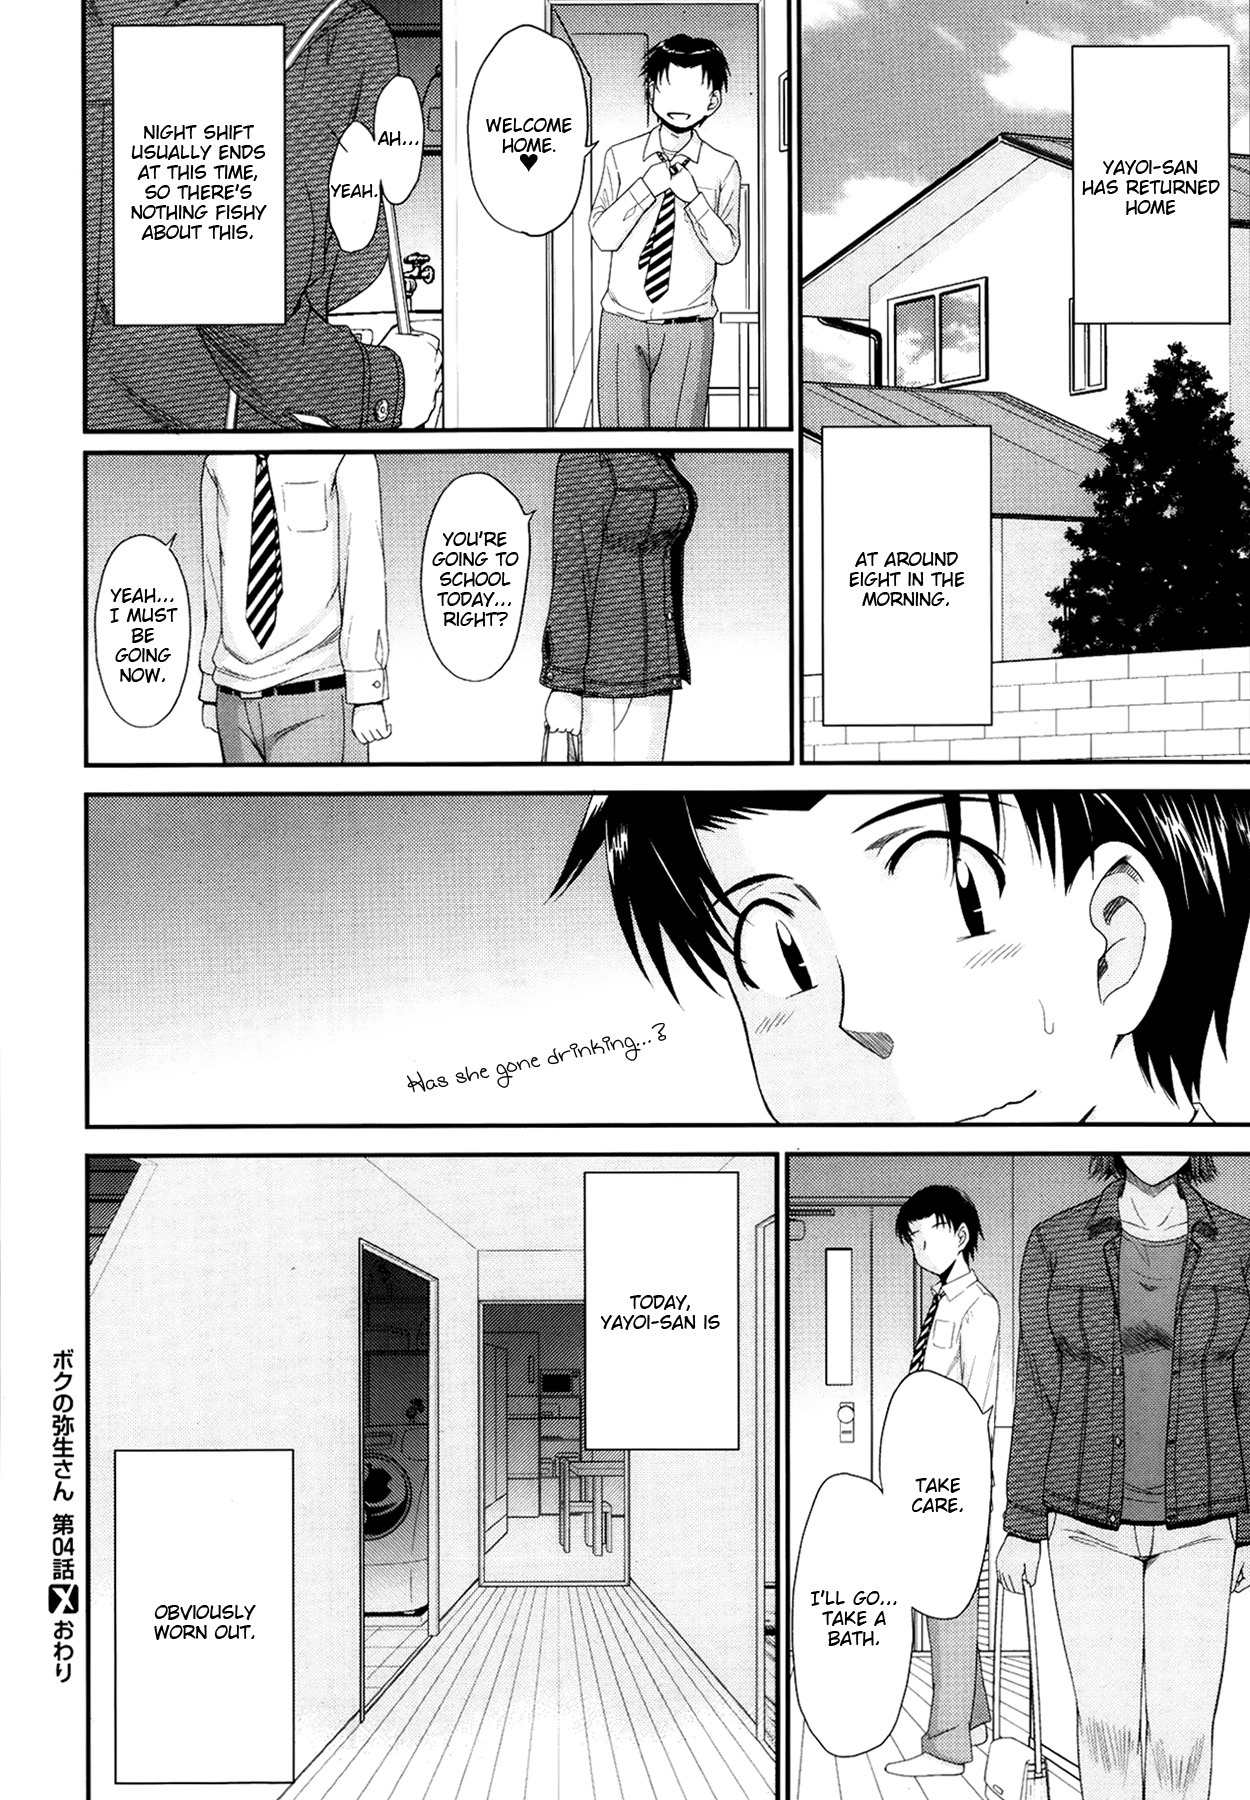 YAYOI-SAN
HAS RETURNED
HOME
AT AROUND
EIGHT IN THE
MORNING.
WELCOME
HOME.
♥
AH...
YEAH.
NIGHT SHIFT
USUALLY ENDS
AT THIS TIME,
SO THERE'S
NOTHING FISHY
ABOUT THIS.
YOU'RE
GOING TO
SCHOOL
TODAY...
RIGHT?
YEAH...
I MUST
BE
GOING
NOW.
Has she gone drinking...?
TAKE
CARE.
I'LL GO...
TAKE A
BATH.
TODAY,
YAYOI-SAN IS
OBVIOUSLY
WORN OUT.
ボクの弥生さん 第04話 X おわり